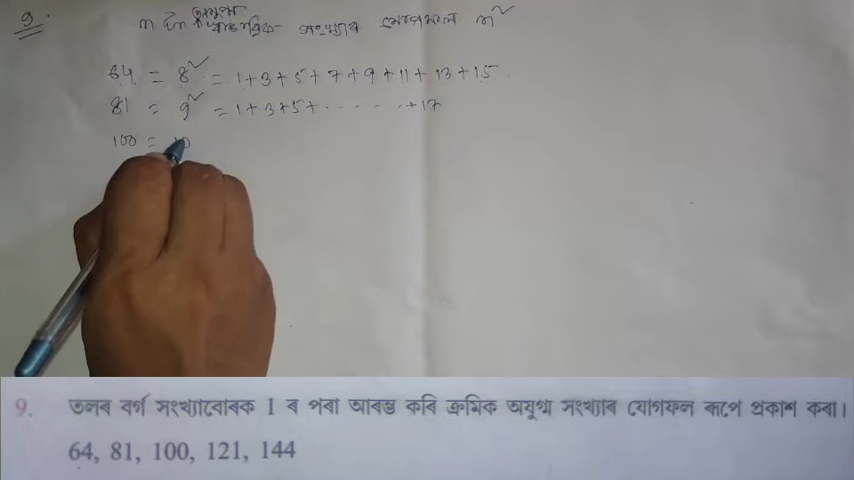 9.
n টা অযুগ্ম প্ৰাকৃতিক সংখ্যাৰ যোগফল n²
64 = 8² = 1+3+5+7+9+11+13+15
81 = 9² = 1+3+5+.......+17
100 = 10
9. তলৰ বৰ্গ সংখ্যাবোৰক 1 ৰ পৰা আৰম্ভ কৰি ক্ৰমিক অযুগ্ম সংখ্যাৰ যোগফল ৰূপে প্ৰকাশ কৰা।
64, 81, 100, 121, 144